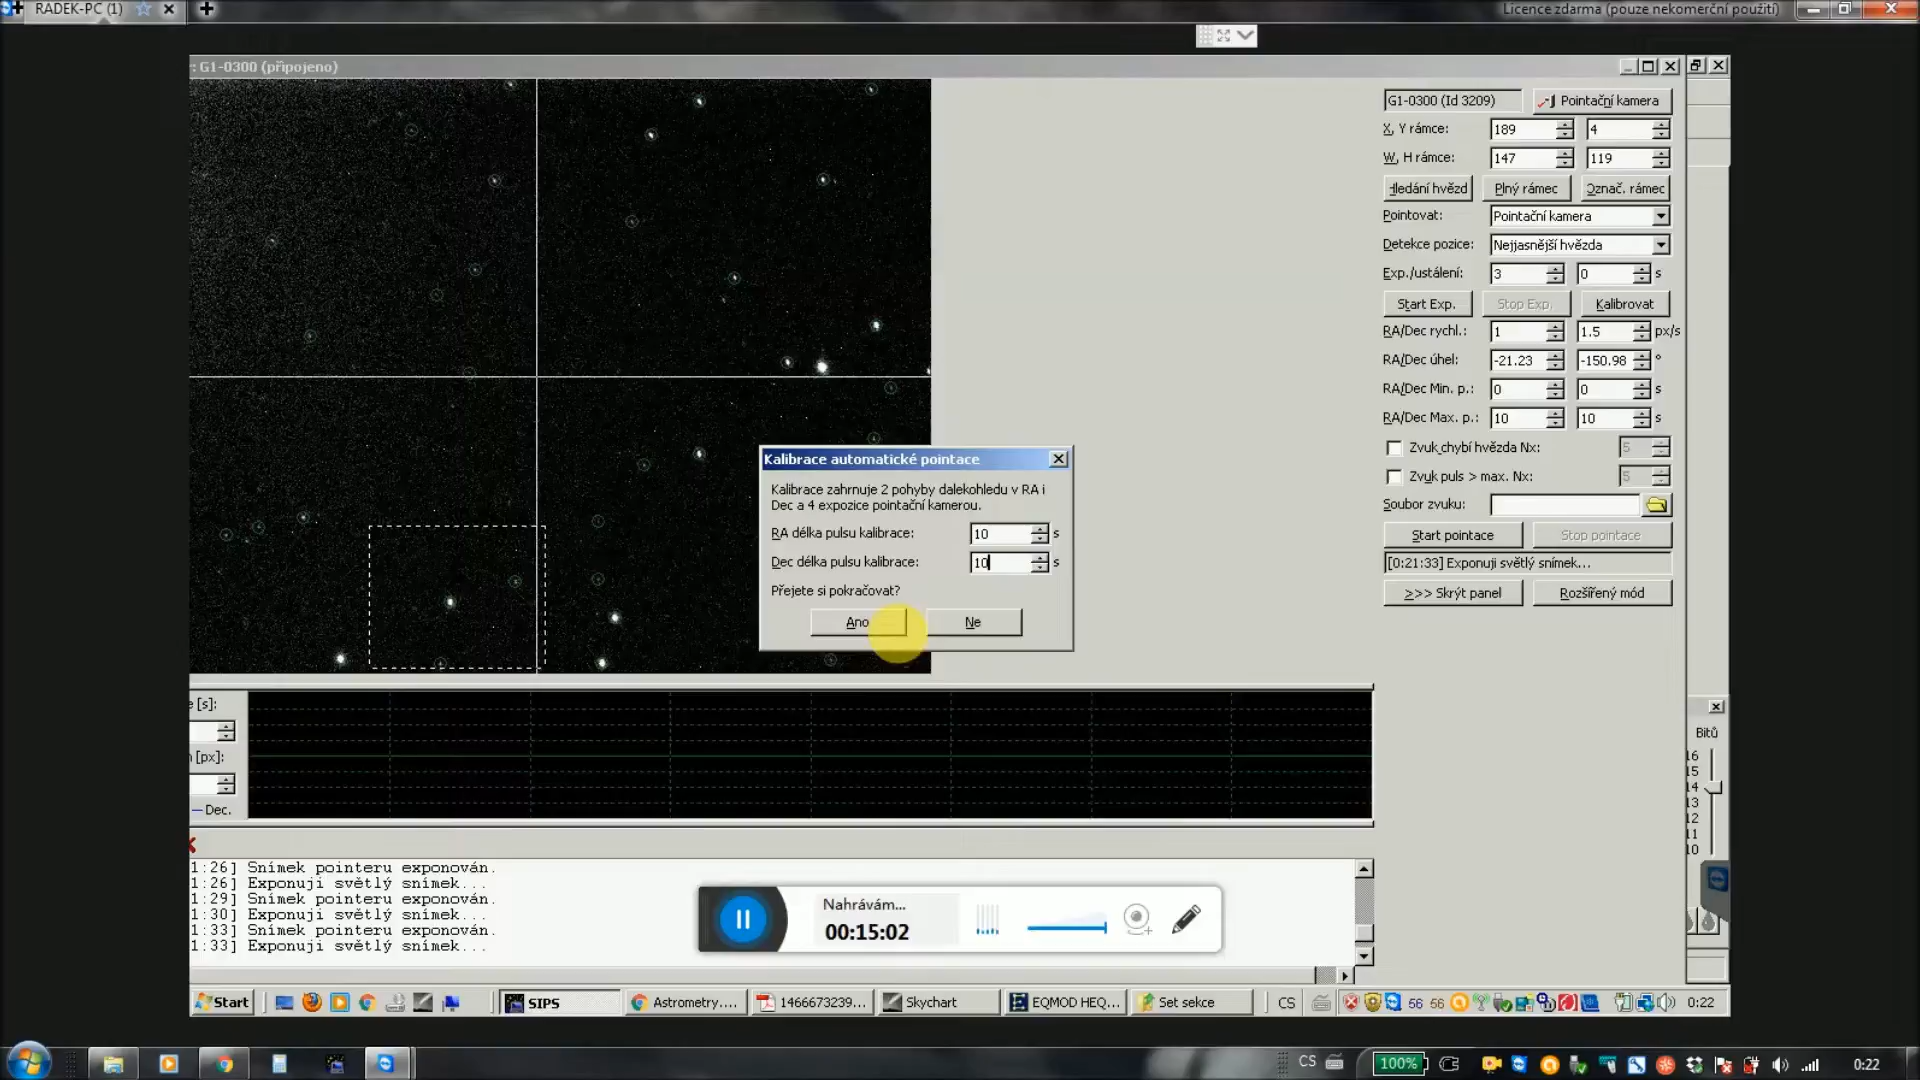 RADEK-PC (1)
Licence zdarma (pouze nekomerční použití)
: G1-0300 (připojeno)
G1-0300 (Id 3209)
Pointační kamera
X, Y rámce:
189
4
W, H rámce:
147
119
Hledání hvězd
Plný rámec
Označ. rámec
Pointovat:
Pointační kamera
Detekce pozice:
Nejjasnější hvězda
Exp./ustálení:
3
0
s
Start Exp.
Stop Exp.
Kalibrovat
RA/Dec rychl.:
1
1.5
px/s
RA/Dec úhel:
-21.23
-150.98
°
RA/Dec Min. p.:
0
0
s
RA/Dec Max. p.:
10
10
s
Zvuk chybí hvězda Nx:
5
Zvuk puls > max. Nx:
5
Soubor zvuku:
Start pointace
Stop pointace
[0:21:33] Exponuji světlý snímek...
>>> Skrýt panel
Rozšířený mód
Kalibrace automatické pointace
Kalibrace zahrnuje 2 pohyby dalekohledu v RA i
Dec a 4 expozice pointační kamerou.
RA délka pulsu kalibrace:
10
s
Dec délka pulsu kalibrace:
10
s
Přejete si pokračovat?
Ano
Ne
e [s]:
n [px]:
Dec.
Bitů
16
15
14
13
12
11
10
1:26] Snímek pointeru exponován.
1:26] Exponuji světlý snímek...
1:29] Snímek pointeru exponován.
1:30] Exponuji světlý snímek...
1:33] Snímek pointeru exponován.
1:33] Exponuji světlý snímek...
Nahrávám...
00:15:02
Start
SIPS
Astrometry....
1466673239...
Skychart
EQMOD HEQ...
Set sekce
CS
56
56
0:22
CS
100%
0:22